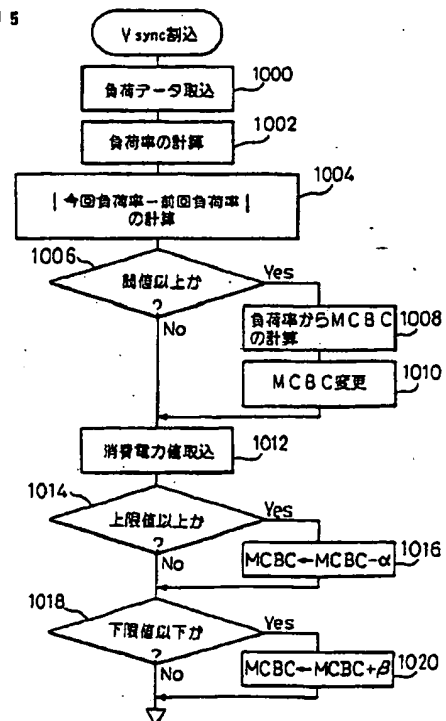 5
V sync割込
1000
負荷データ取込
1002
負荷率の計算
1004
|今回負荷率−前回負荷率|
の計算
1006
閾値以上か
?
Yes
No
負荷率からMCBC
の計算
1008
MCBC変更
1010
消費電力値取込
1012
1014
上限値以上か
?
Yes
No
MCBC←MCBC-α
1016
1018
下限値以下か
?
Yes
No
MCBC←MCBC+β
1020